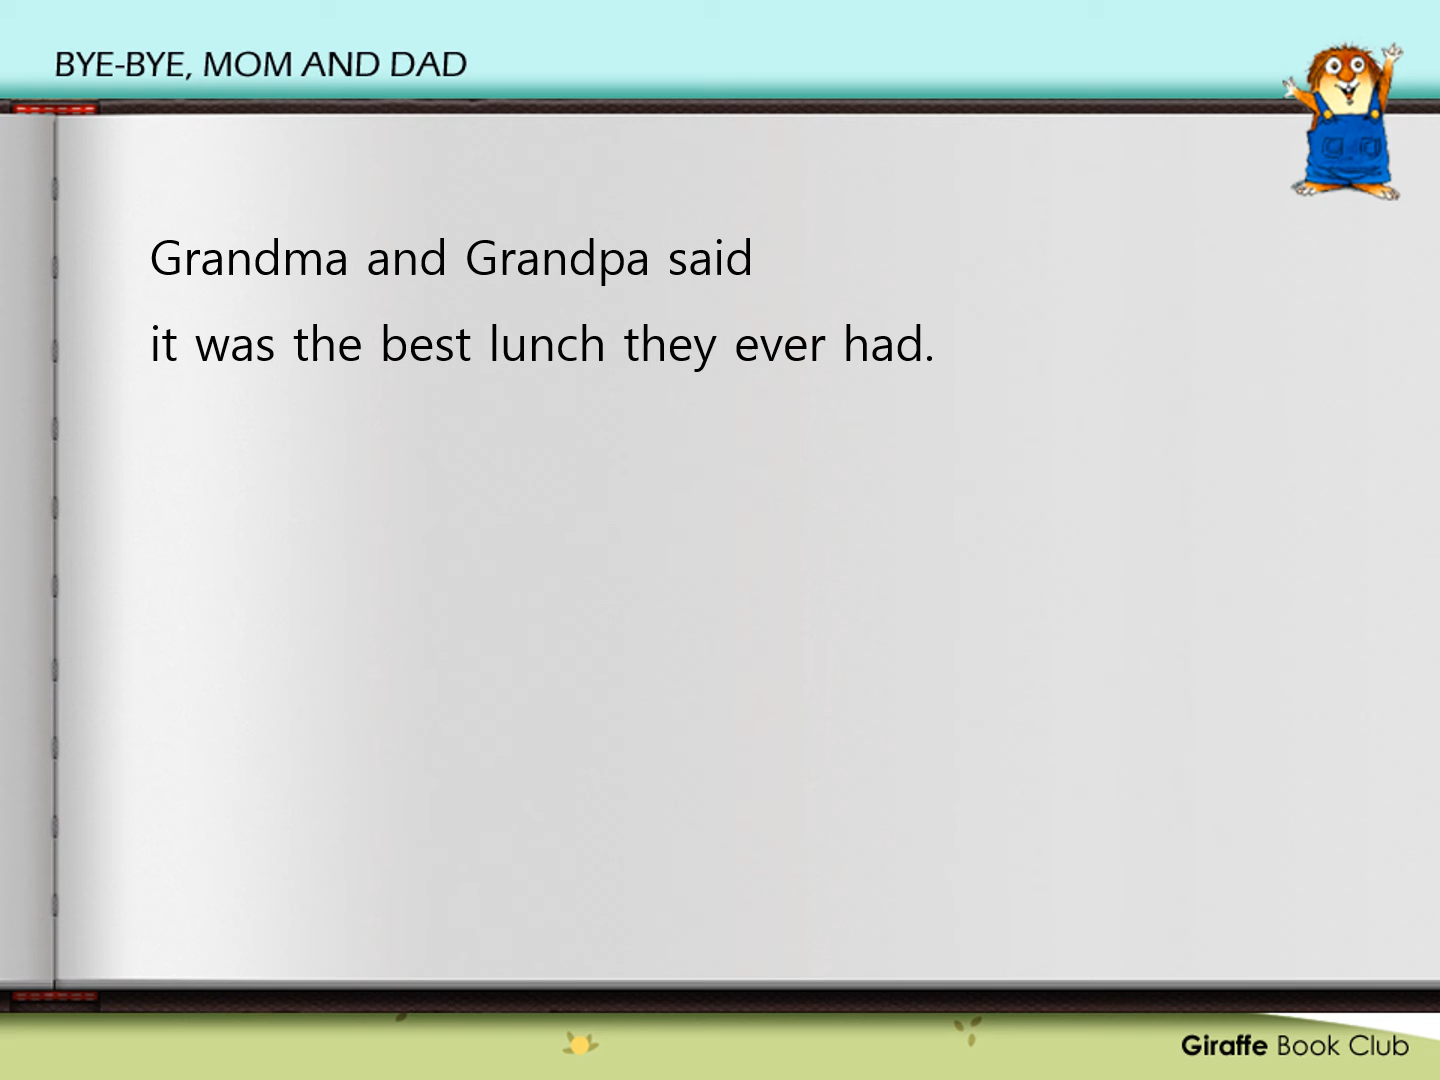 BYE-BYE, MOM AND DAD
Grandma and Grandpa said
it was the best lunch they ever had.
Giraffe Book Club